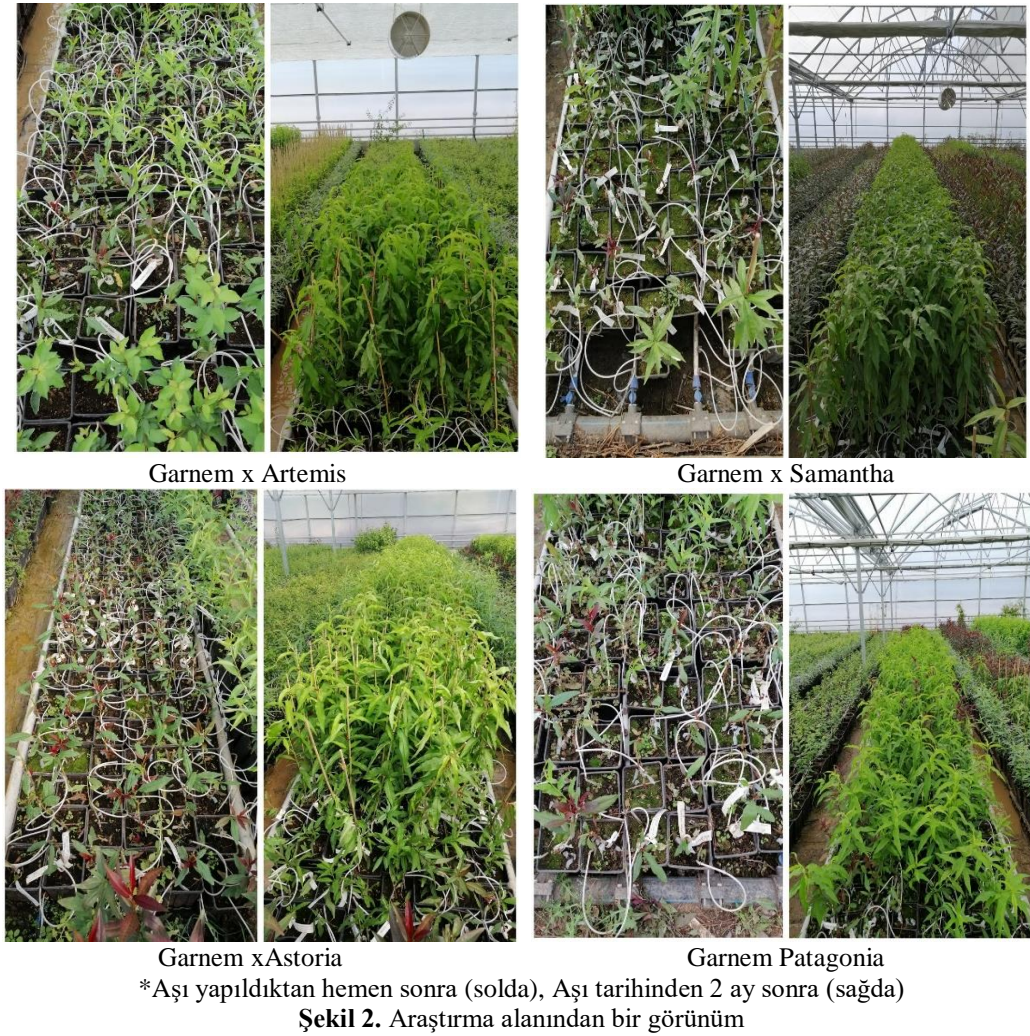 Garnem x Artemis
Garnem x Samantha
Garnem xAstoria
Garnem Patagonia
*Aşı yapıldıktan hemen sonra (solda), Aşı tarihinden 2 ay sonra (sağda)
Şekil 2. Araştırma alanından bir görünüm